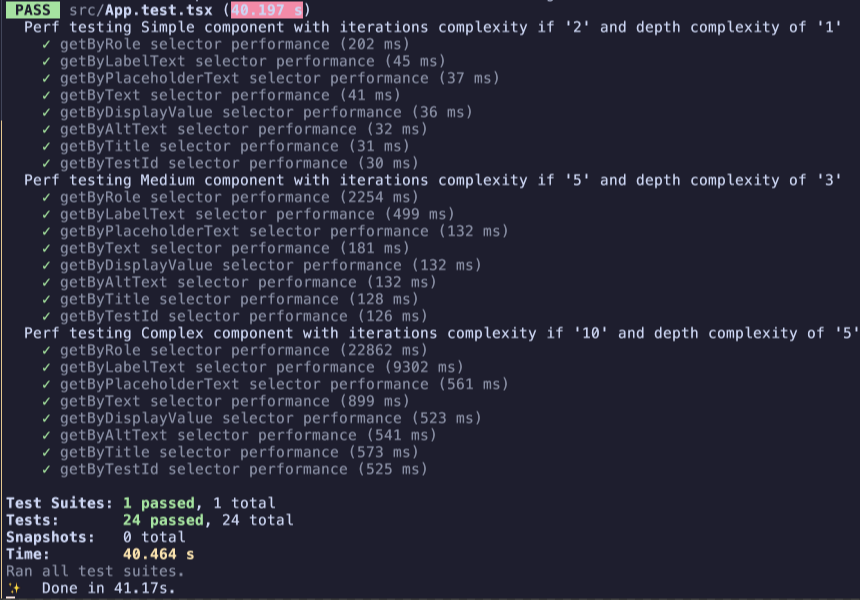 PASS src/App.test.tsx (40.197 s)
Perf testing Simple component with iterations complexity if '2' and depth complexity of '1'
✓ getByRole selector performance (202 ms)
✓ getByLabelText selector performance (45 ms)
✓ getByPlaceholderText selector performance (37 ms)
✓ getByText selector performance (41 ms)
✓ getByDisplayValue selector performance (36 ms)
✓ getByAltText selector performance (32 ms)
✓ getByTitle selector performance (31 ms)
✓ getByTestId selector performance (30 ms)
Perf testing Medium component with iterations complexity if '5' and depth complexity of '3'
✓ getByRole selector performance (2254 ms)
✓ getByLabelText selector performance (499 ms)
✓ getByPlaceholderText selector performance (132 ms)
✓ getByText selector performance (181 ms)
✓ getByDisplayValue selector performance (132 ms)
✓ getByAltText selector performance (132 ms)
✓ getByTitle selector performance (128 ms)
✓ getByTestId selector performance (126 ms)
Perf testing Complex component with iterations complexity if '10' and depth complexity of '5'
✓ getByRole selector performance (22862 ms)
✓ getByLabelText selector performance (9302 ms)
✓ getByPlaceholderText selector performance (561 ms)
✓ getByText selector performance (899 ms)
✓ getByDisplayValue selector performance (523 ms)
✓ getByAltText selector performance (541 ms)
✓ getByTitle selector performance (573 ms)
✓ getByTestId selector performance (525 ms)
Test Suites: 1 passed, 1 total
Tests: 24 passed, 24 total
Snapshots: 0 total
Time: 40.464 s
Ran all test suites.
✨ Done in 41.17s.